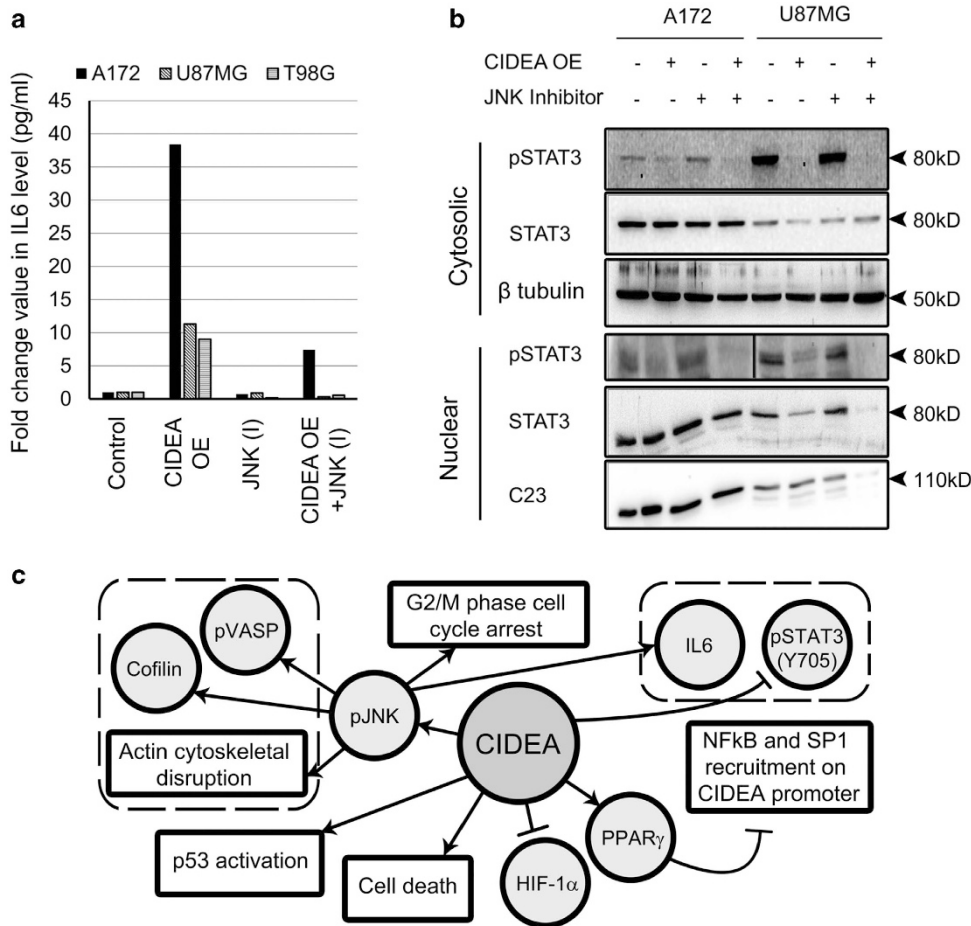 a
Fold change value in IL6 level (pg/ml)
A172 U87MG T98G
45
40
35
30
25
20
15
10
5
0
Control
CIDEA
OE
JNK (I)
CIDEA OE
+JNK (I)
b
A172 U87MG
CIDEA OE - + - + - + - +
JNK Inhibitor - - + + - - + +
Cytosolic
pSTAT3 80kD
STAT3 80kD
β tubulin 50kD
Nuclear
pSTAT3 80kD
STAT3 80kD
C23 110kD
c
pVASP
Cofilin
Actin cytoskeletal
disruption
pJNK
G2/M phase cell
cycle arrest
CIDEA
IL6
pSTAT3
(Y705)
NFkB and SP1
recruitment on
CIDEA promoter
p53 activation
Cell death
HIF-1α
PPARγ